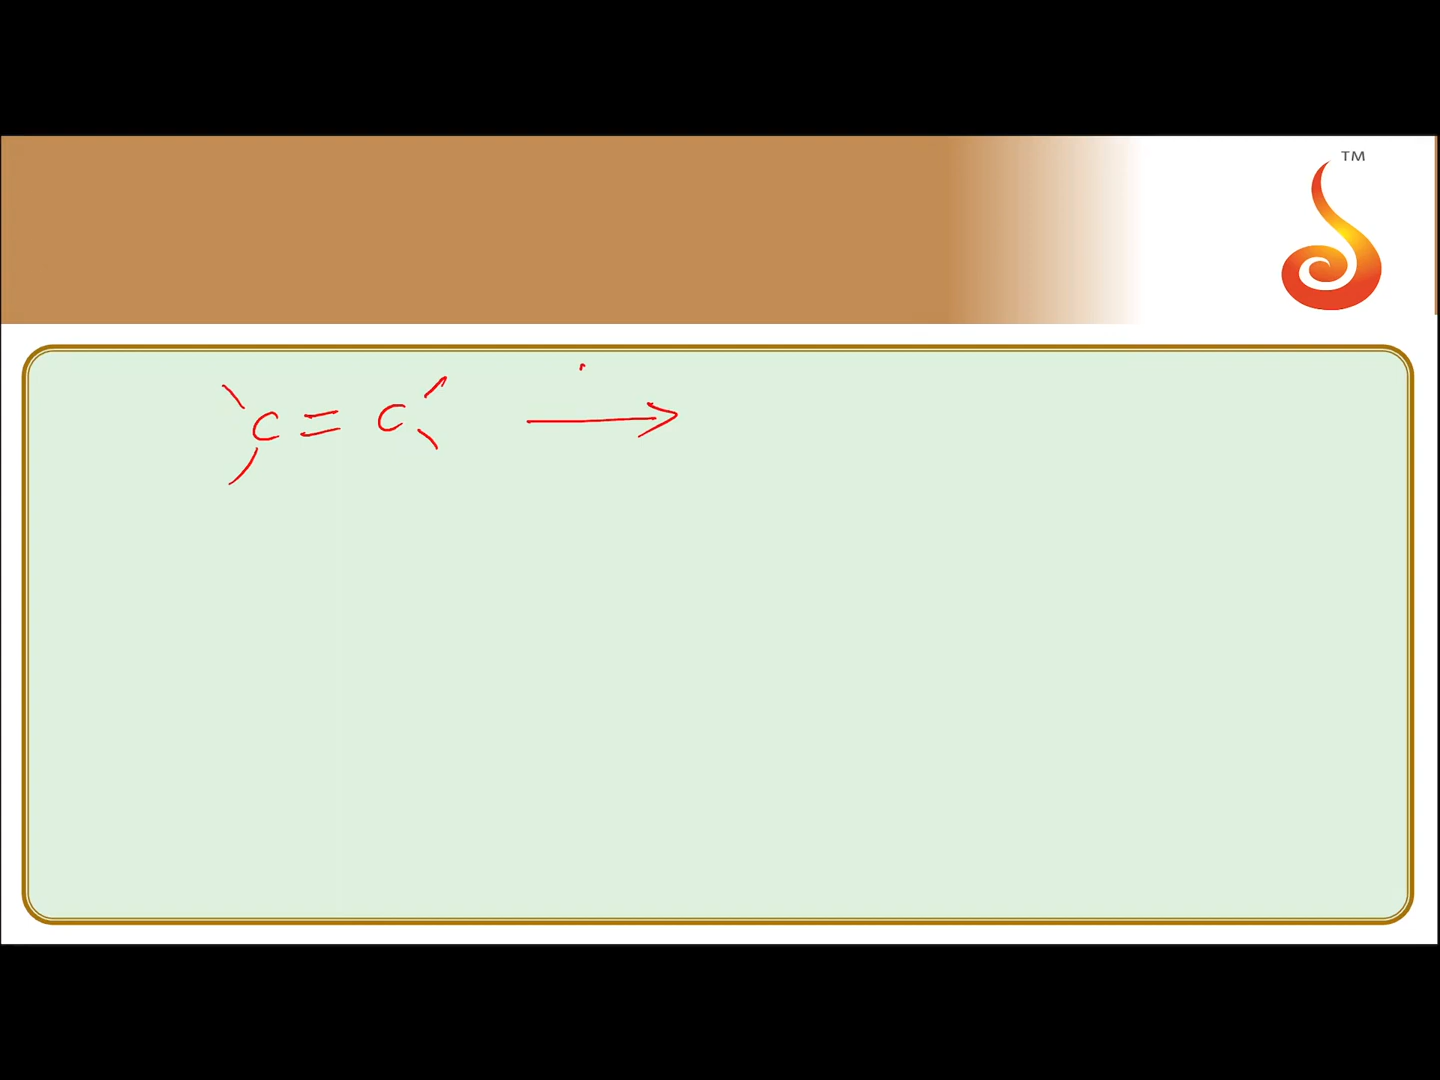 TM
C = C →